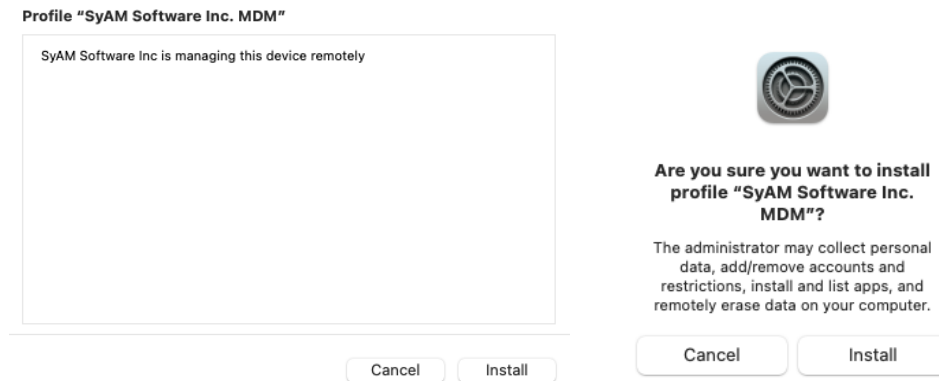 Profile “SyAM Software Inc. MDM”
SyAM Software Inc is managing this device remotely
Cancel
Install
Are you sure you want to install
profile “SyAM Software Inc.
MDM”?
The administrator may collect personal
data, add/remove accounts and
restrictions, install and list apps, and
remotely erase data on your computer.
Cancel
Install